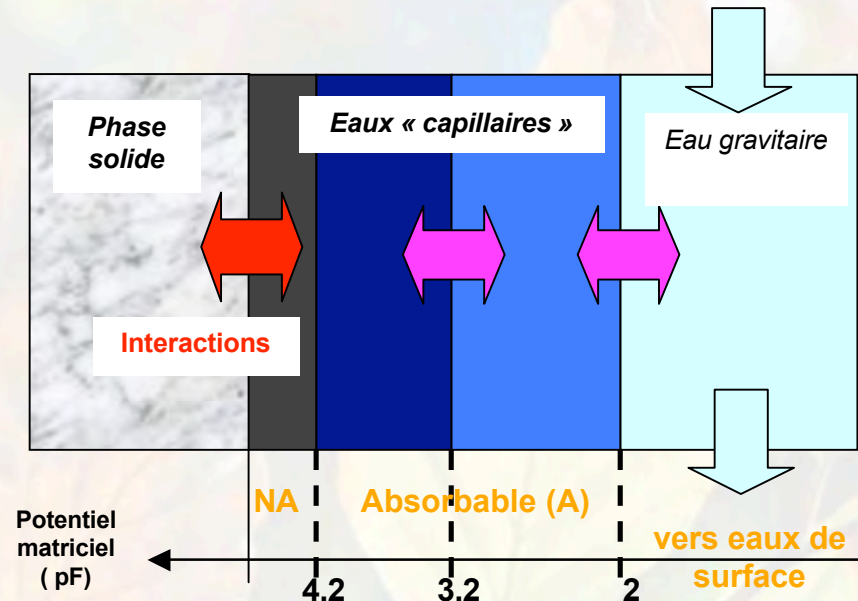 Phase
solide
Eaux « capillaires »
Eau gravitaire
Interactions
NA
Absorbable (A)
Potentiel
matriciel
( pF)
4.2
3.2
2
vers eaux de
surface